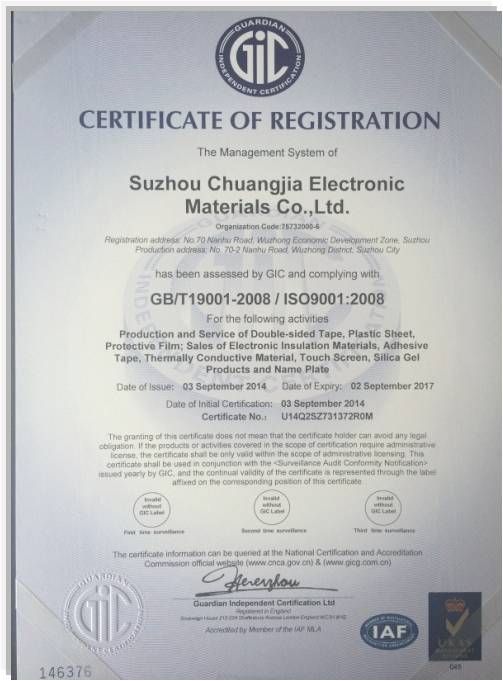 GUARDIAN
GIC
INDEPENDENT CERTIFICATION
CERTIFICATE OF REGISTRATION
The Management System of
Suzhou Chuangjia Electronic
Materials Co.,Ltd.
Organization Code:75732000-6
Registration address: No.70 Nanhu Road, Wuzhong Economic Development Zone, Suzhou
Production address: No. 70-2 Nanhu Road, Wuzhong District, Suzhou City
has been assessed by GIC and complying with
GB/T19001-2008 / ISO9001:2008
For the following activities
Production and Service of Double-sided Tape, Plastic Sheet,
Protective Film; Sales of Electronic Insulation Materials, Adhesive
Tape, Thermally Conductive Material, Touch Screen, Silica Gel
Products and Name Plate
Date of Issue: 03 September 2014 Date of Expiry: 02 September 2017
Date of Initial Certification: 03 September 2014
Certificate No.: U14Q2SZ731372R0M
The granting of this certificate does not mean that the certificate holder can avoid any legal
obligation. If the products or activities covered in the scope of certification require administrative
license, the certificate shall be only valid within the scope of administrative licensing. This
certificate shall be used in conjunction with the <Surveillance Audit Conformity Notification>
issued yearly by GIC, and the continual validity of the certificate is represented through the label
affixed on the corresponding position of this certificate
Invalid without GIC Label Invalid without GIC Label Invalid without GIC Label
First time surveillance Second time surveillance Third time surveillance
The certificate information can be queried at the National Certification and Accreditation
Commission official website (www.cnca.gov.cn) & (www.gicg.com.cn)
Guardian Independent Certification Ltd
Registered in England
Accredited by Member of the IAF MLA
GUARDIAN
GIC
IAF
UKAS
MANAGEMENT
045
146376